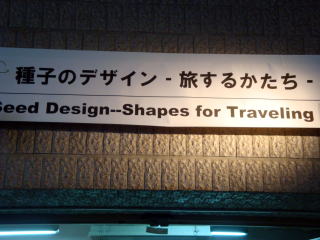 種子のデザイン - 旅するかたち -
Seed Design--Shapes for Traveling